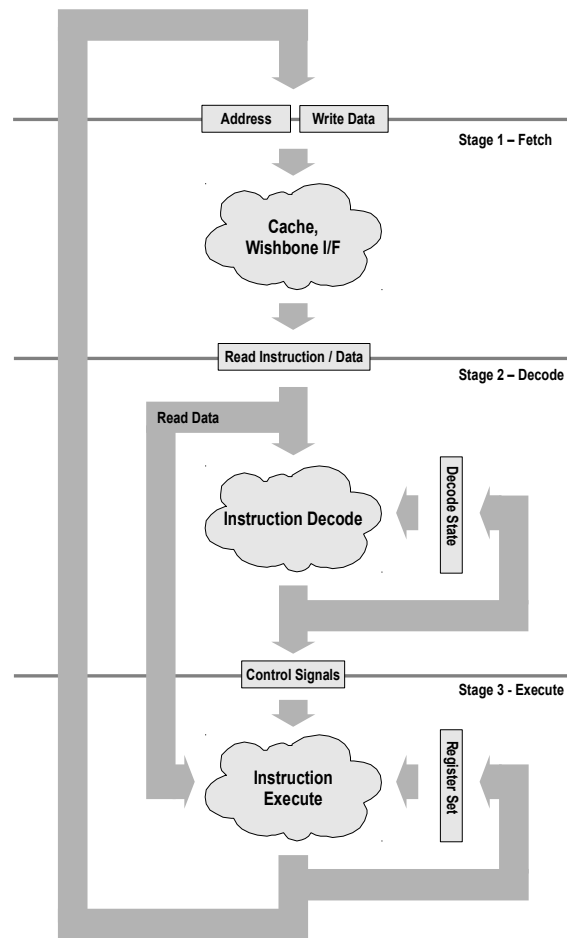 Address
Write Data
Stage 1 – Fetch
Cache,
Wishbone I/F
Read Instruction / Data
Stage 2 – Decode
Read Data
Instruction Decode
Decode State
Control Signals
Stage 3 - Execute
Instruction
Execute
Register Set